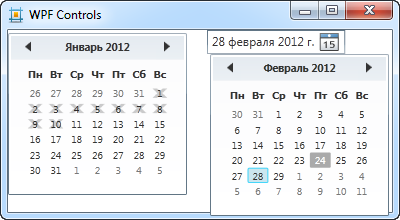 WPF Controls
Январь 2012
Пн Вт Ср Чт Пт Сб Вс
26 27 28 29 30 31 1
2 3 4 5 6 7 8
9 10 11 12 13 14 15
16 17 18 19 20 21 22
23 24 25 26 27 28 29
30 31 1 2 3 4 5
28 февраля 2012 г. 15
Февраль 2012
Пн Вт Ср Чт Пт Сб Вс
30 31 1 2 3 4 5
6 7 8 9 10 11 12
13 14 15 16 17 18 19
20 21 22 23 24 25 26
27 28 29 1 2 3 4
5 6 7 8 9 10 11